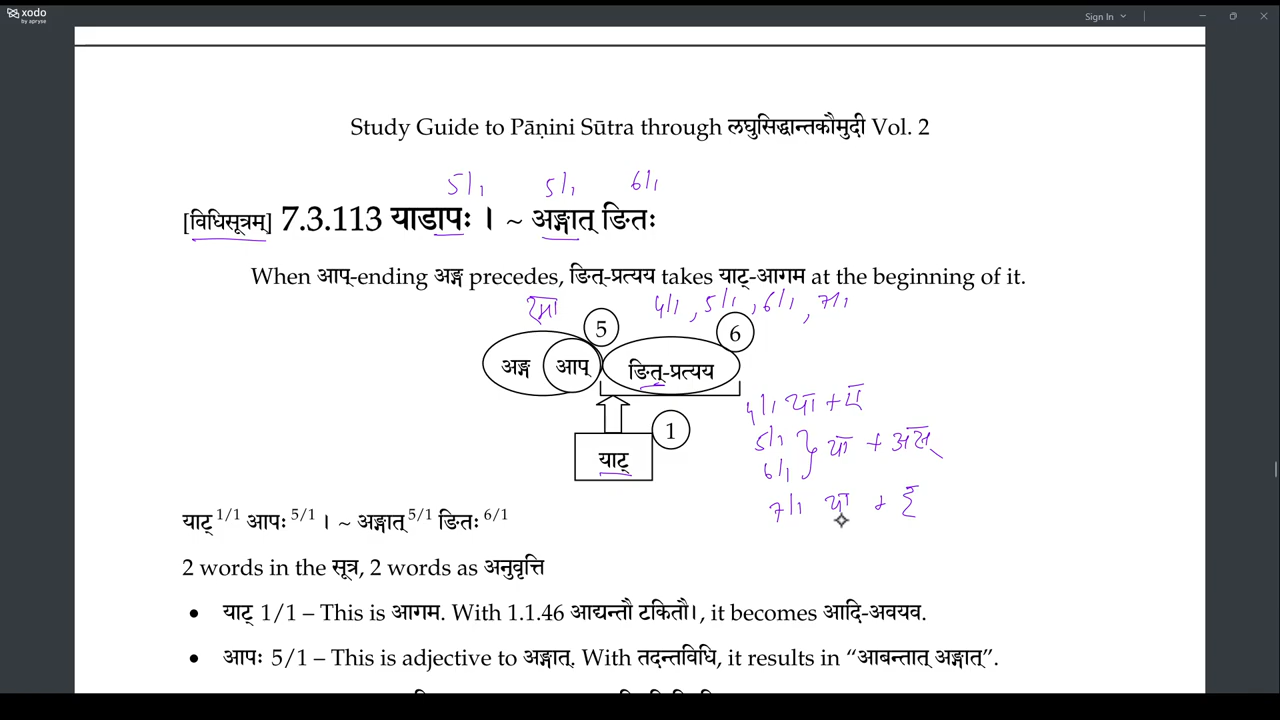 xodo
by apryse
Sign In
Study Guide to Pāṇini Sūtra through लघुसिद्धान्तकौमुदी Vol. 2
5/1 5/1 6/1
[विधिसूत्रम्] 7.3.113 याडापः । ~ अङ्गात् ङितः
When आप्-ending अङ्ग precedes, ङित्-प्रत्यय takes याट्-आगम at the beginning of it.
रमा 4/1, 5/1, 6/1, 7/1
5 6
अङ्ग आप् ङित्-प्रत्यय
4/1 या + ए
1
5/1 या + अस्
याट्
6/1
7/1 या + इ
याट् 1/1 आपः 5/1 । ~ अङ्गात् 5/1 ङितः 6/1
2 words in the सूत्र, 2 words as अनुवृत्ति
• याट् 1/1 – This is आगम. With 1.1.46 आद्यन्तौ टकितौ।, it becomes आदि-अवयव.
• आपः 5/1 – This is adjective to अङ्गात्. With तदन्तविधि, it results in “आबन्तात् अङ्गात्”.